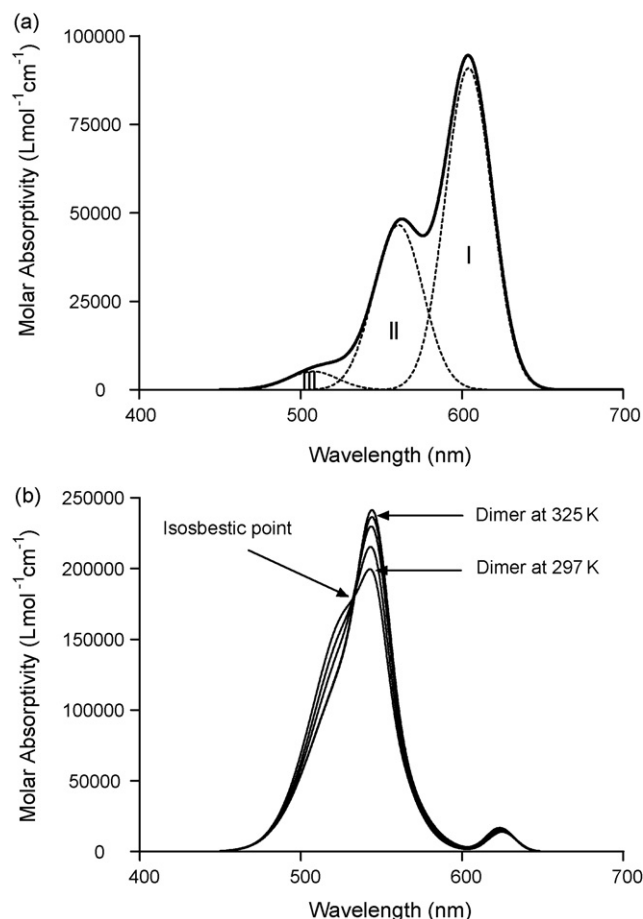 (a)
Molar Absorptivity (Lmol⁻¹cm⁻¹)
100000
75000
50000
25000
0
I
II
III
400
500
600
700
Wavelength (nm)
(b)
Molar Absorptivity (Lmol⁻¹cm⁻¹)
250000
200000
150000
100000
50000
0
Isosbestic point
Dimer at 325 K
Dimer at 297 K
400
500
600
700
Wavelength (nm)